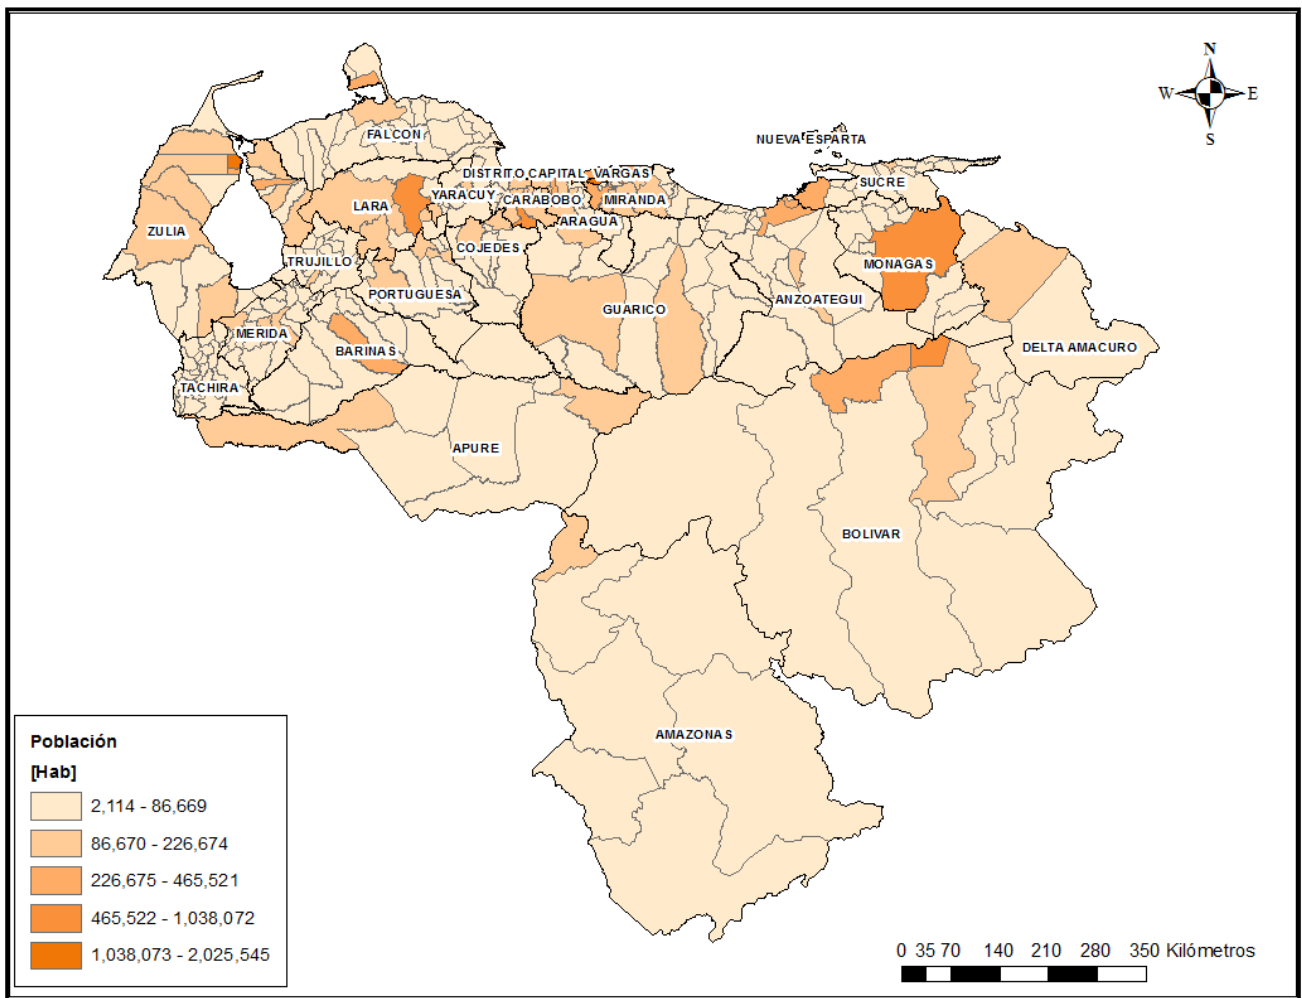 N
W E
S
NUEVA ESPARTA
FALCON
DISTRITO CAPITAL VARGAS
SUCRE
YARACUY CARABOBO MIRANDA
LARA
ARAGUA
ZULIA
COJEDES
TRUJILLO
MONAGAS
PORTUGUESA
ANZOATEGUI
GUARICO
MERIDA
BARINAS
DELTA AMACURO
TACHIRA
APURE
BOLIVAR
AMAZONAS
Población
[Hab]
2,114 - 86,669
86,670 - 226,674
226,675 - 465,521
465,522 - 1,038,072
1,038,073 - 2,025,545
0 35 70 140 210 280 350 Kilómetros